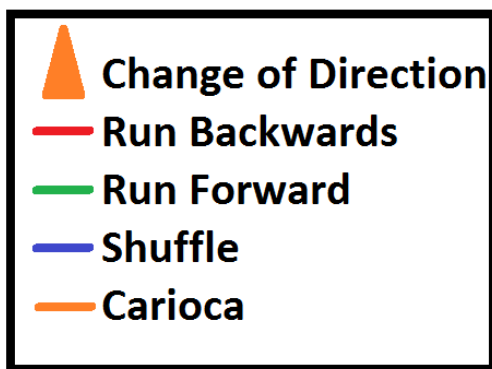 Change of Direction
Run Backwards
Run Forward
Shuffle
Carioca